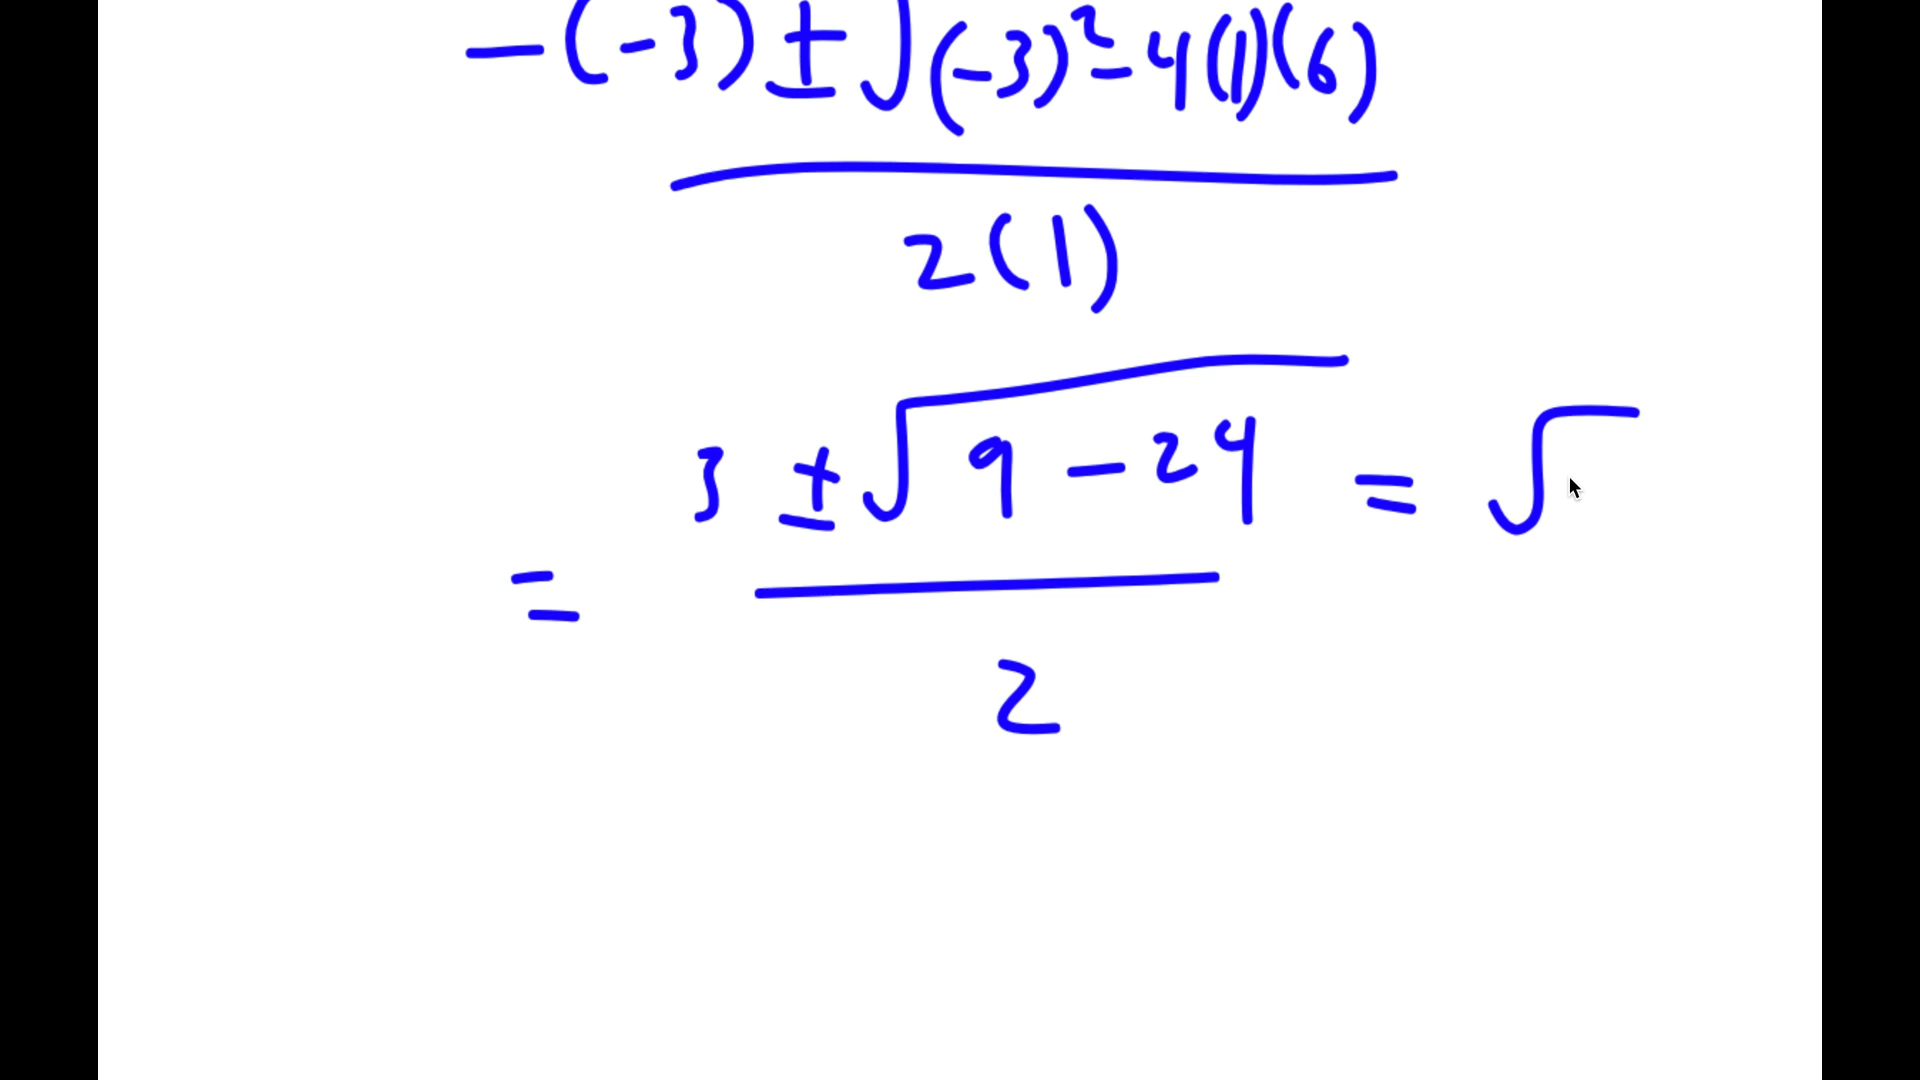 -(-3) ± √(-3)² - 4(1)(6)
2(1)
= 3 ± √9 - 24 = √
2